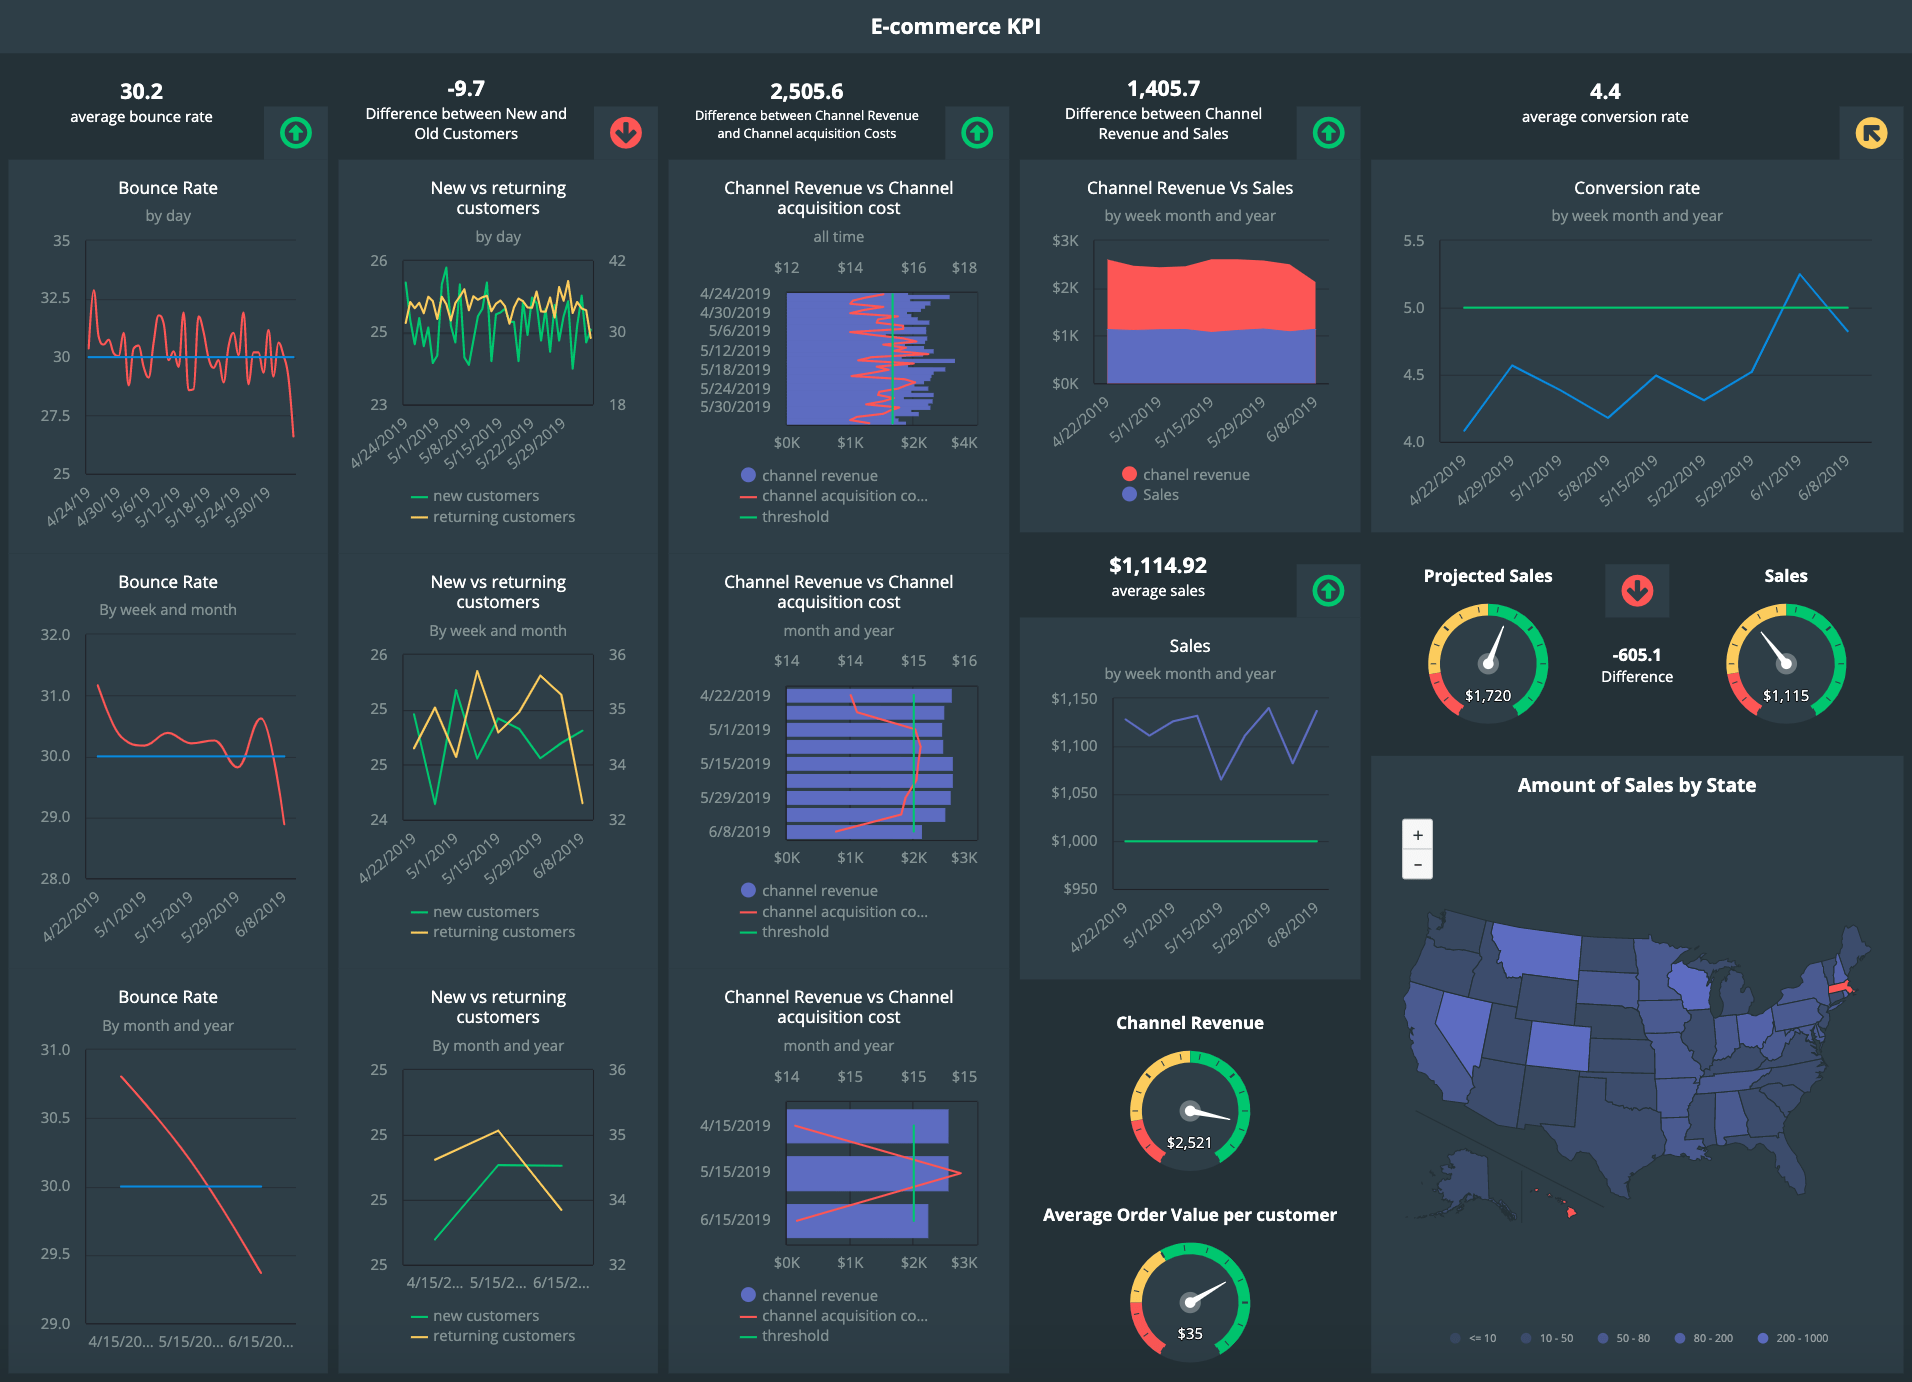 E-commerce KPI
30.2
average bounce rate
-9.7
Difference between New and
Old Customers
2,505.6
Difference between Channel Revenue
and Channel acquisition Costs
1,405.7
Difference between Channel
Revenue and Sales
4.4
average conversion rate
Bounce Rate
by day
35
32.5
30
27.5
25
4/24/19
4/30/19
5/6/19
5/12/19
5/18/19
5/24/19
5/30/19
New vs returning
customers
by day
26
25
23
42
30
18
4/24/2019
5/1/2019
5/8/2019
5/15/2019
5/22/2019
5/29/2019
new customers
returning customers
Channel Revenue vs Channel
acquisition cost
all time
$12 $14 $16 $18
4/24/2019
4/30/2019
5/6/2019
5/12/2019
5/18/2019
5/24/2019
5/30/2019
$0K $1K $2K $4K
channel revenue
channel acquisition co...
threshold
Channel Revenue Vs Sales
by week month and year
$3K
$2K
$1K
$0K
4/22/2019
5/1/2019
5/15/2019
5/29/2019
6/8/2019
chanel revenue
Sales
Conversion rate
by week month and year
5.5
5.0
4.5
4.0
4/22/2019
4/29/2019
5/1/2019
5/8/2019
5/15/2019
5/22/2019
5/29/2019
6/1/2019
6/8/2019
Bounce Rate
By week and month
32.0
31.0
30.0
29.0
28.0
4/22/2019
5/1/2019
5/15/2019
5/29/2019
6/8/2019
New vs returning
customers
By week and month
26
25
25
24
36
35
34
32
4/22/2019
5/1/2019
5/15/2019
5/29/2019
6/8/2019
new customers
returning customers
Channel Revenue vs Channel
acquisition cost
month and year
$14 $14 $15 $16
4/22/2019
5/1/2019
5/15/2019
5/29/2019
6/8/2019
$0K $1K $2K $3K
channel revenue
channel acquisition co...
threshold
$1,114.92
average sales
Sales
by week month and year
$1,150
$1,100
$1,050
$1,000
$950
4/22/2019
5/1/2019
5/15/2019
5/29/2019
6/8/2019
Projected Sales
$1,720
-605.1
Difference
Sales
$1,115
Bounce Rate
By month and year
31.0
30.5
30.0
29.5
29.0
4/15/20... 5/15/20... 6/15/20...
New vs returning
customers
By month and year
25
25
25
25
36
35
34
32
4/15/2... 5/15/2... 6/15/2...
new customers
returning customers
Channel Revenue vs Channel
acquisition cost
month and year
$14 $15 $15 $15
4/15/2019
5/15/2019
6/15/2019
$0K $1K $2K $3K
channel revenue
channel acquisition co...
threshold
Channel Revenue
$2,521
Average Order Value per customer
$35
Amount of Sales by State
+
−
<= 10 10 - 50 50 - 80 80 - 200 200 - 1000